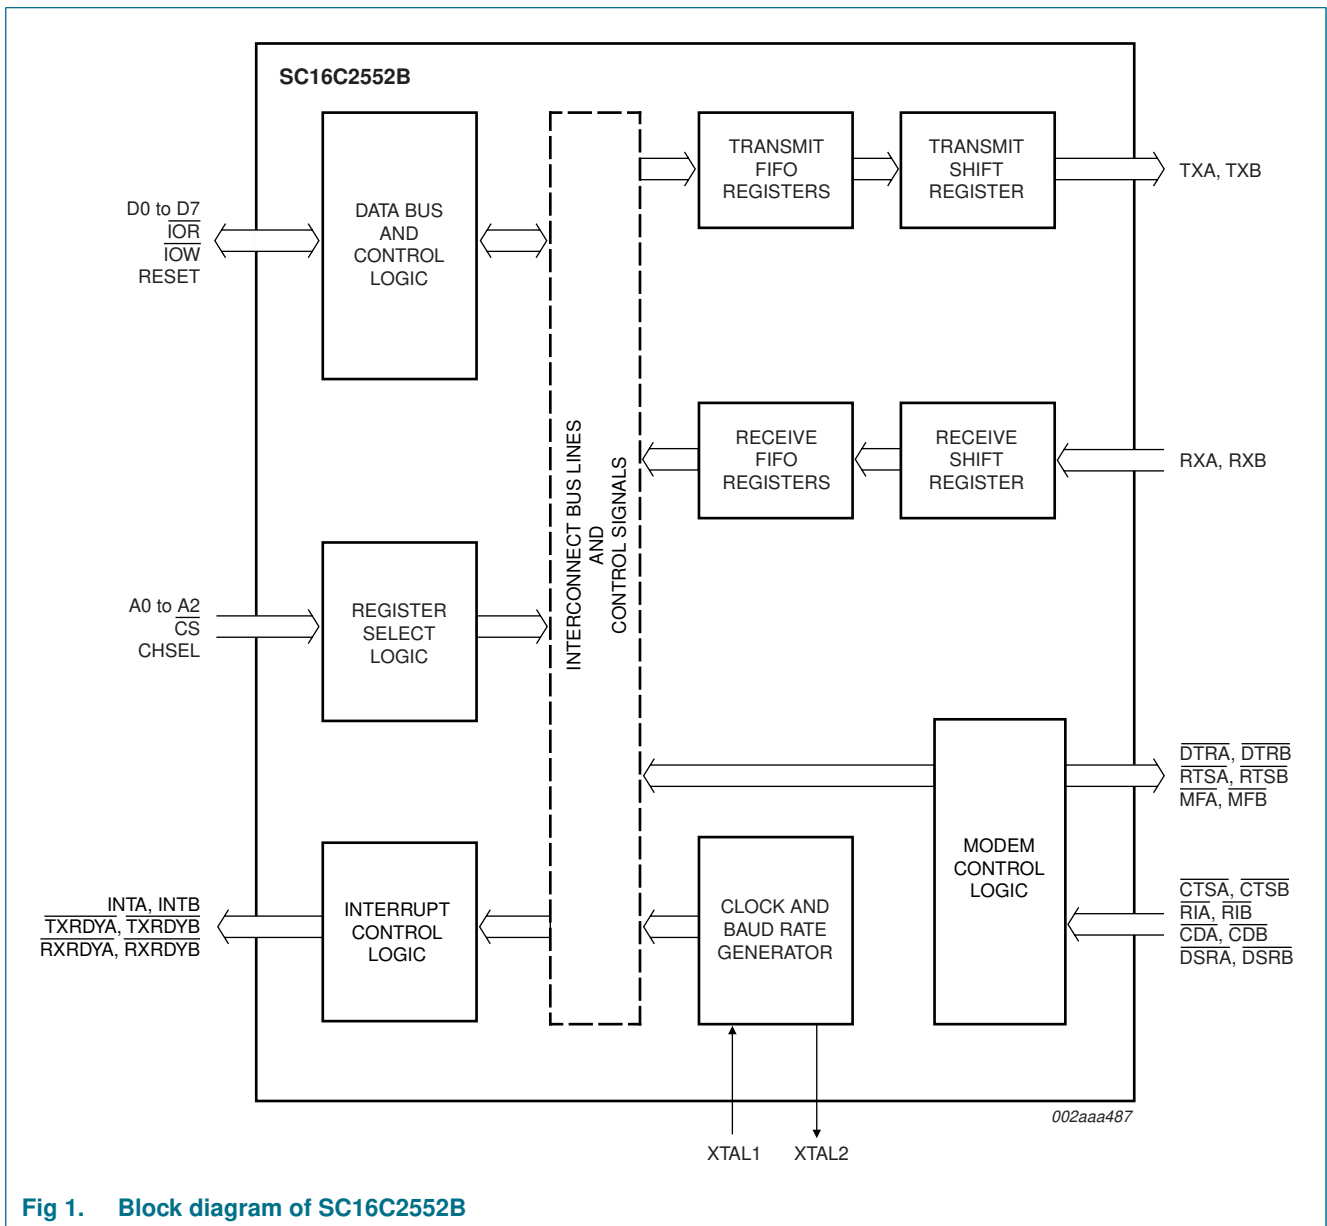 SC16C2552B
D0 to D7
IOR
IOW
RESET
DATA BUS
AND
CONTROL
LOGIC
A0 to A2
CS
CHSEL
REGISTER
SELECT
LOGIC
INTA, INTB
TXRDYA, TXRDYB
RXRDYA, RXRDYB
INTERRUPT
CONTROL
LOGIC
INTERCONNECT BUS LINES
AND
CONTROL SIGNALS
TRANSMIT
FIFO
REGISTERS
TRANSMIT
SHIFT
REGISTER
TXA, TXB
RECEIVE
FIFO
REGISTERS
RECEIVE
SHIFT
REGISTER
RXA, RXB
DTRA, DTRB
RTSA, RTSB
MFA, MFB
MODEM
CONTROL
LOGIC
CTSA, CTSB
RIA, RIB
CDA, CDB
DSRA, DSRB
CLOCK AND
BAUD RATE
GENERATOR
XTAL1
XTAL2
002aaa487
Fig 1. Block diagram of SC16C2552B